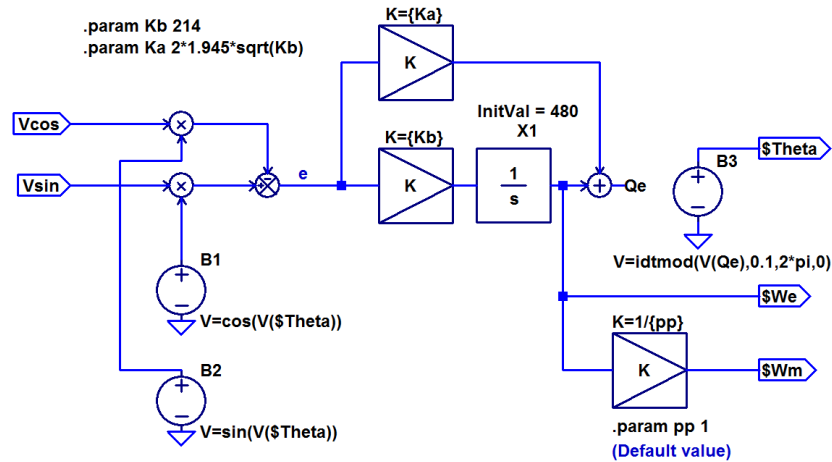 .param Kb 214
.param Ka 2*1.945*sqrt(Kb)
K={Ka}
K
Vcos
×
InitVal = 480
X1
K={Kb}
K
1
s
e
Vsin
×
+
−
×
+
Qe
B3
+
−
$Theta
V=idtmod(V(Qe),0.1,2*pi,0)
B1
+
−
V=cos(V($Theta))
$We
K=1/{pp}
K
$Wm
B2
+
−
V=sin(V($Theta))
.param pp 1
(Default value)